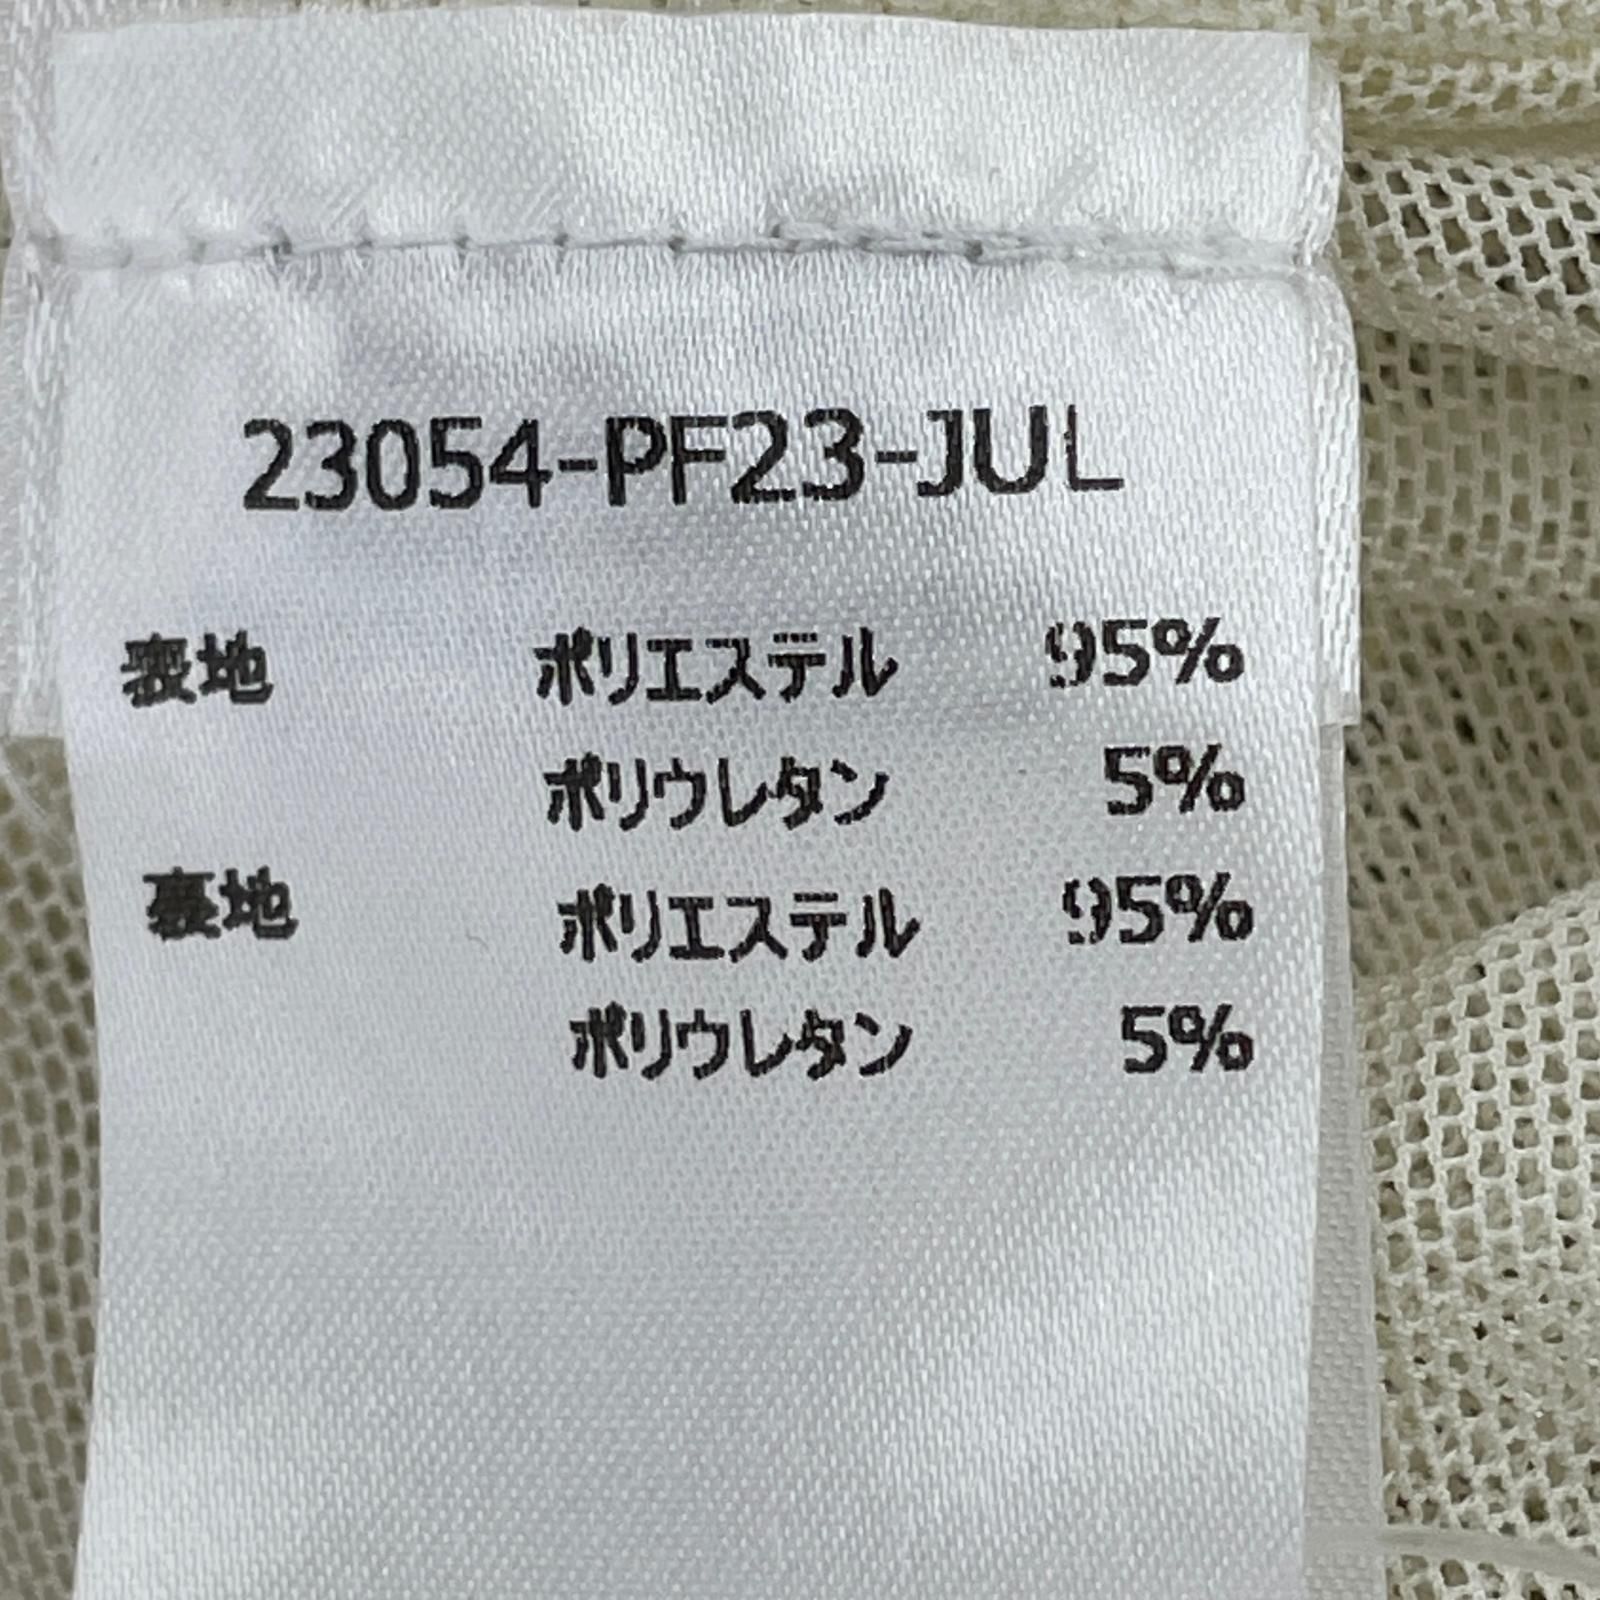 23054-PF23-JUL
表地 ポリエステル 95%
ポリウレタン 5%
裏地 ポリエステル 95%
ポリウレタン 5%